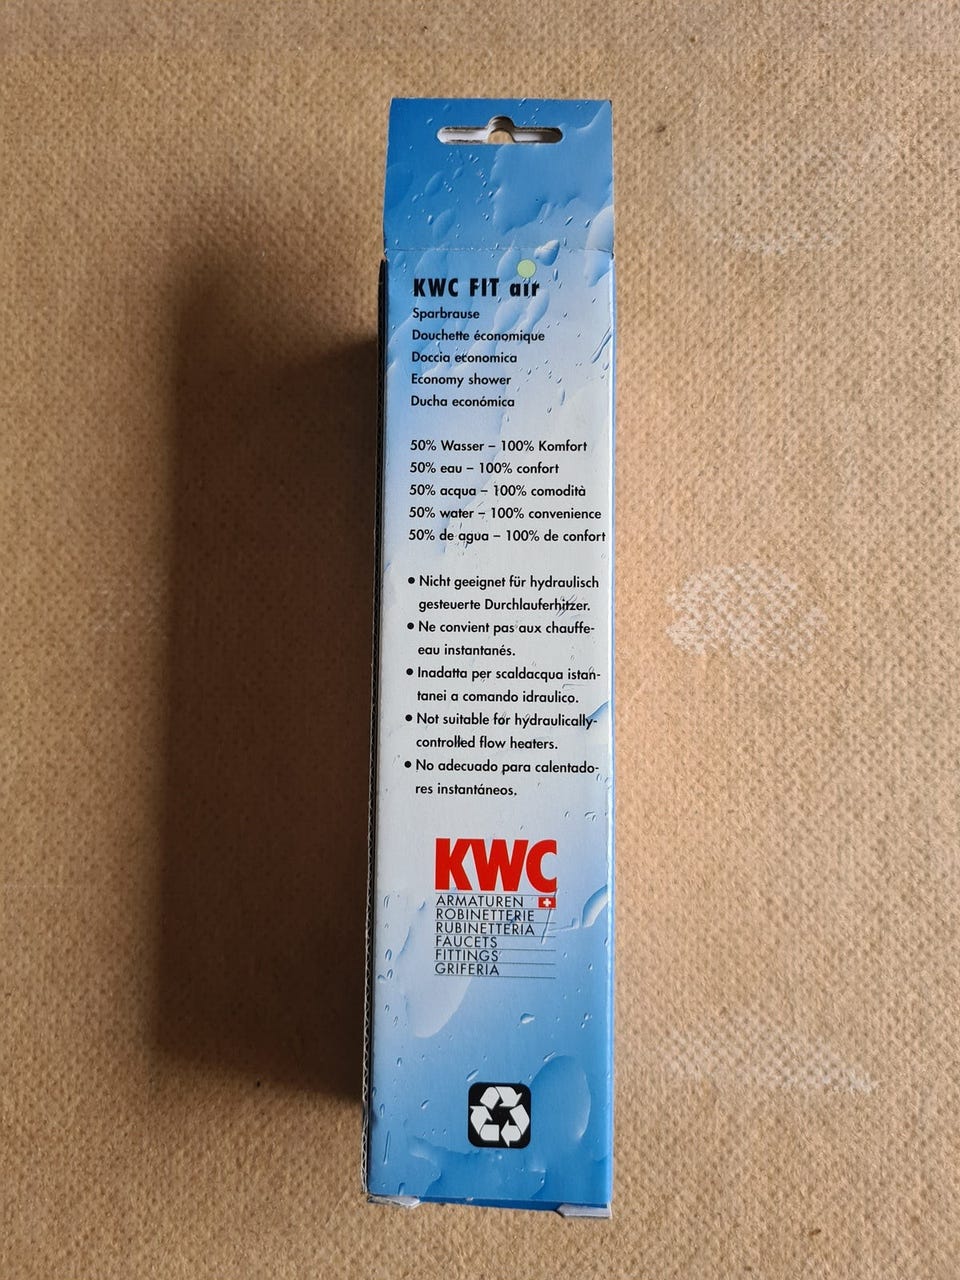 KWC FIT air
Sparbrause
Douchette économique
Doccia economica
Economy shower
Ducha económica
50% Wasser – 100% Komfort
50% eau – 100% confort
50% acqua – 100% comodità
50% water – 100% convenience
50% de agua – 100% de confort
• Nicht geeignet für hydraulisch
gesteuerte Durchlauferhitzer.
• Ne convient pas aux chauffe-
eau instantanés.
• Inadatta per scaldacqua istan-
tanei a comando idraulico.
• Not suitable for hydraulically-
controlled flow heaters.
• No adecuado para calentado-
res instantáneos.
KWC
ARMATUREN
ROBINETTERIE
RUBINETTERIA
FAUCETS
FITTINGS
GRIFERIA